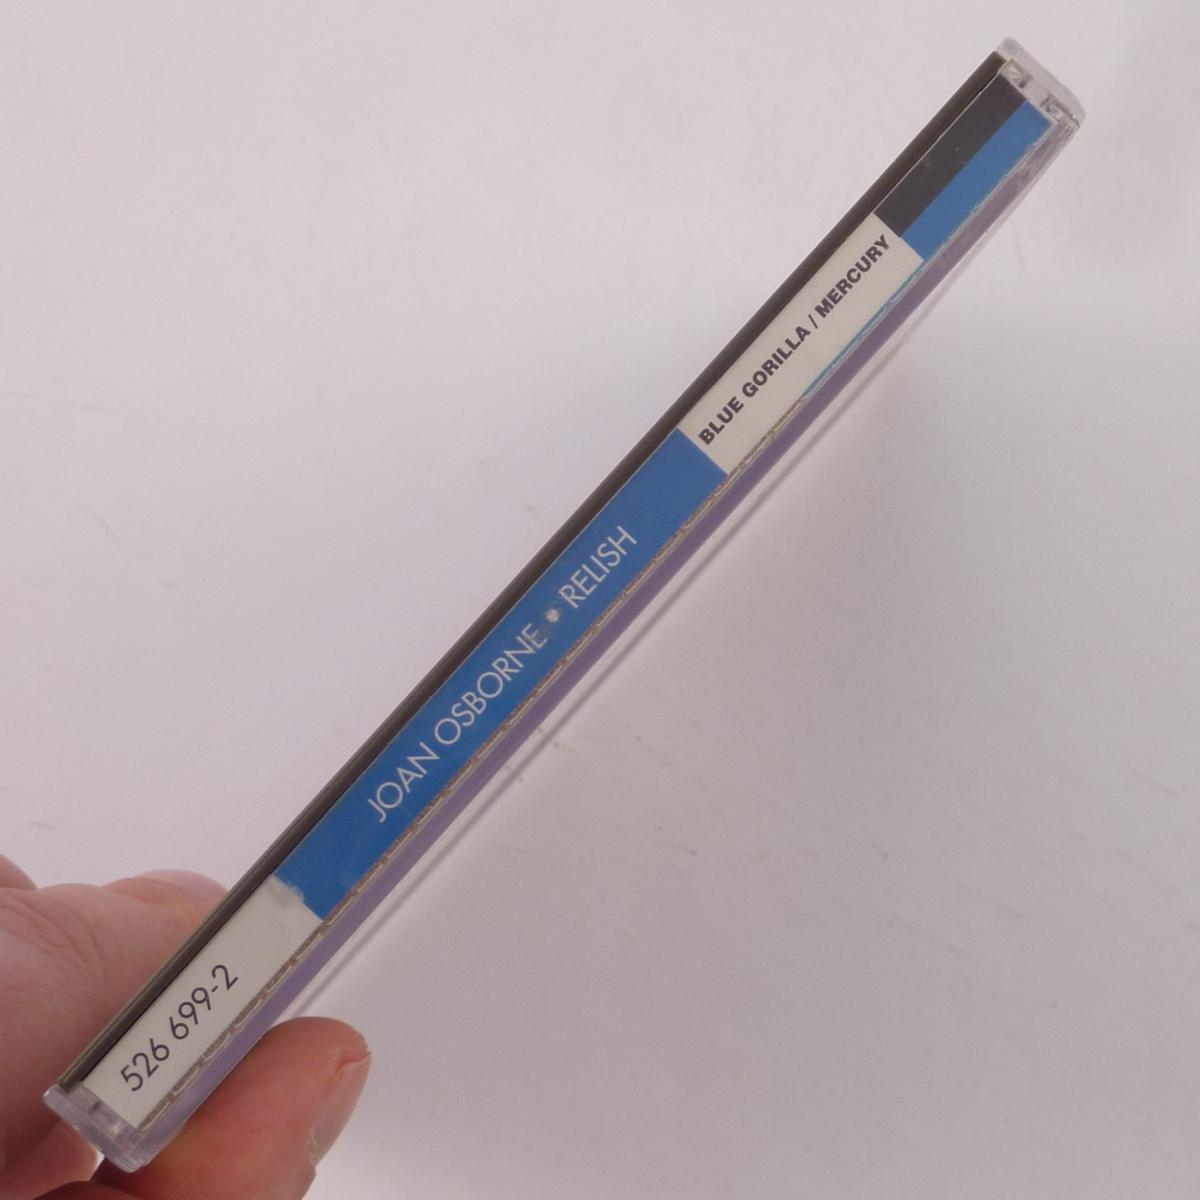 526 699-2
JOAN OSBORNE • RELISH
BLUE GORILLA / MERCURY